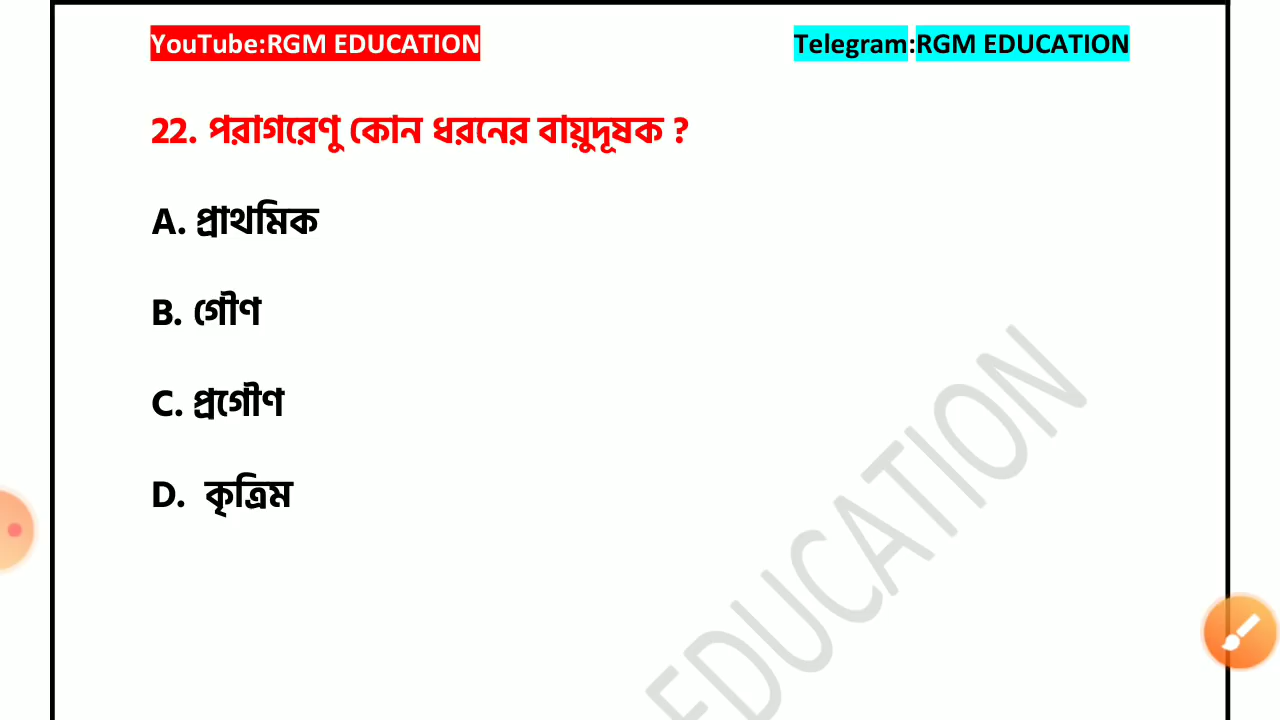 YouTube:RGM EDUCATION
Telegram:RGM EDUCATION
22. পরাগরেণু কোন ধরনের বায়ুদূষক ?
A. প্রাথমিক
B. গৌণ
C. প্রগৌণ
D. কৃত্রিম
EDUCATION